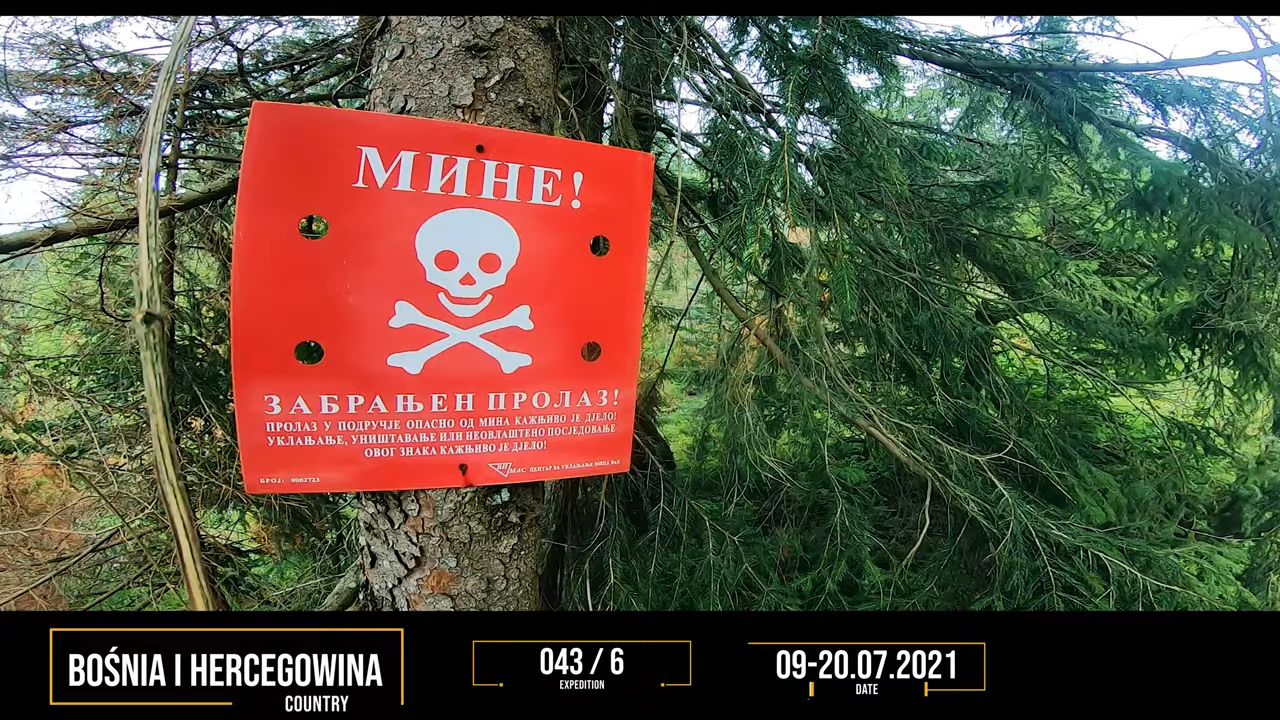 МИНЕ!
ЗАБРАЊЕН ПРОЛАЗ!
ПРОЛАЗ У ПОДРУЧЈЕ ОПАСНО ОД МИНА КАЖЊИВО ЈЕ ДЈЕЛО!
УКЛАЊАЊЕ, УНИШТАВАЊЕ ИЛИ НЕОВЛАШТЕНО ПОСЈЕДОВАЊЕ
ОВОГ ЗНАКА КАЖЊИВО ЈЕ ДЈЕЛО!
МАС ЦЕНТАР ЗА УКЛАЊАЊЕ МИНА БИХ
БРОЈ: 0062723
BOŚNIA I HERCEGOWINA
COUNTRY
043 / 6
EXPEDITION
09-20.07.2021
DATE